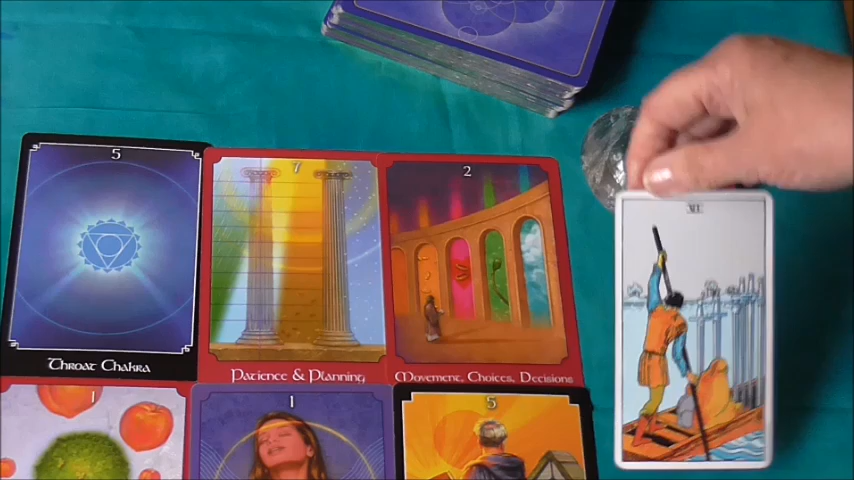 5
Throat Chakra
7
Patience & Planning
2
Movement, Choices, Decisions
VI
1
1
5